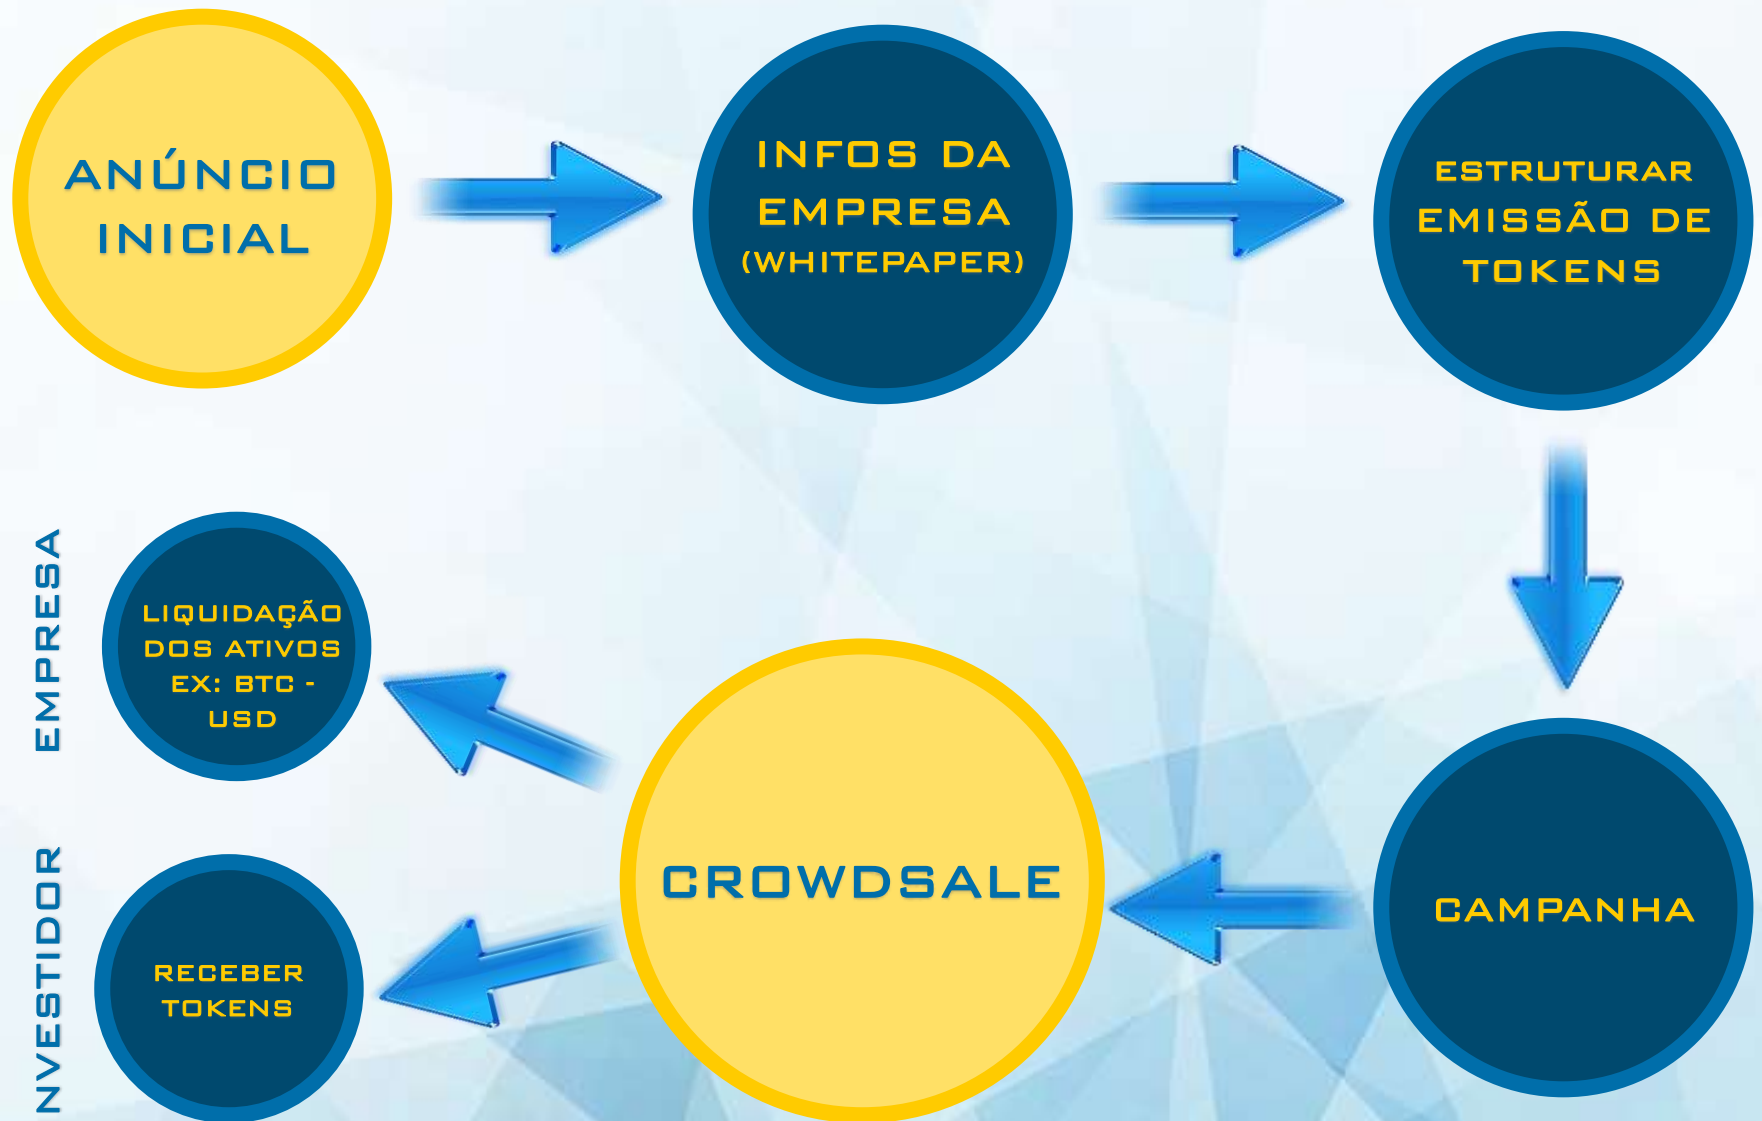 ANÚNCIO
INICIAL
INFOS DA
EMPRESA
(WHITEPAPER)
ESTRUTURAR
EMISSÃO DE
TOKENS
EMPRESA
LIQUIDAÇÃO
DOS ATIVOS
EX: BTC -
USD
CROWDSALE
CAMPANHA
NVESTIDOR
RECEBER
TOKENS